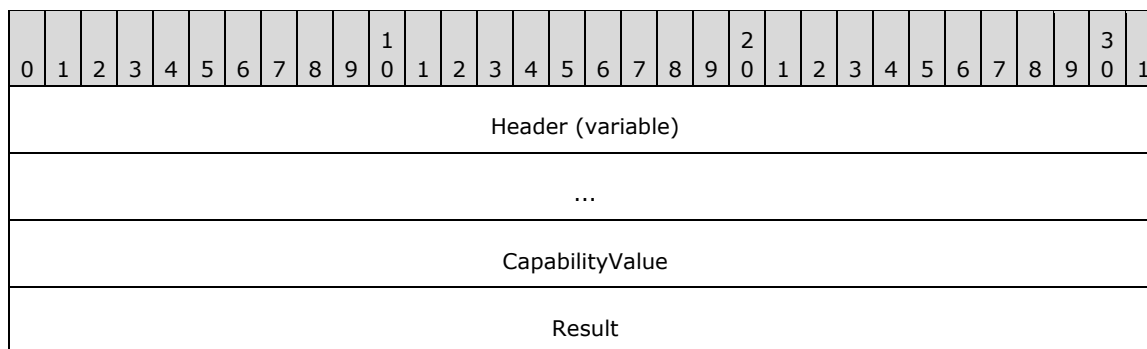 1 2 3
0 1 2 3 4 5 6 7 8 9 0 1 2 3 4 5 6 7 8 9 0 1 2 3 4 5 6 7 8 9 0 1
Header (variable)
...
CapabilityValue
Result